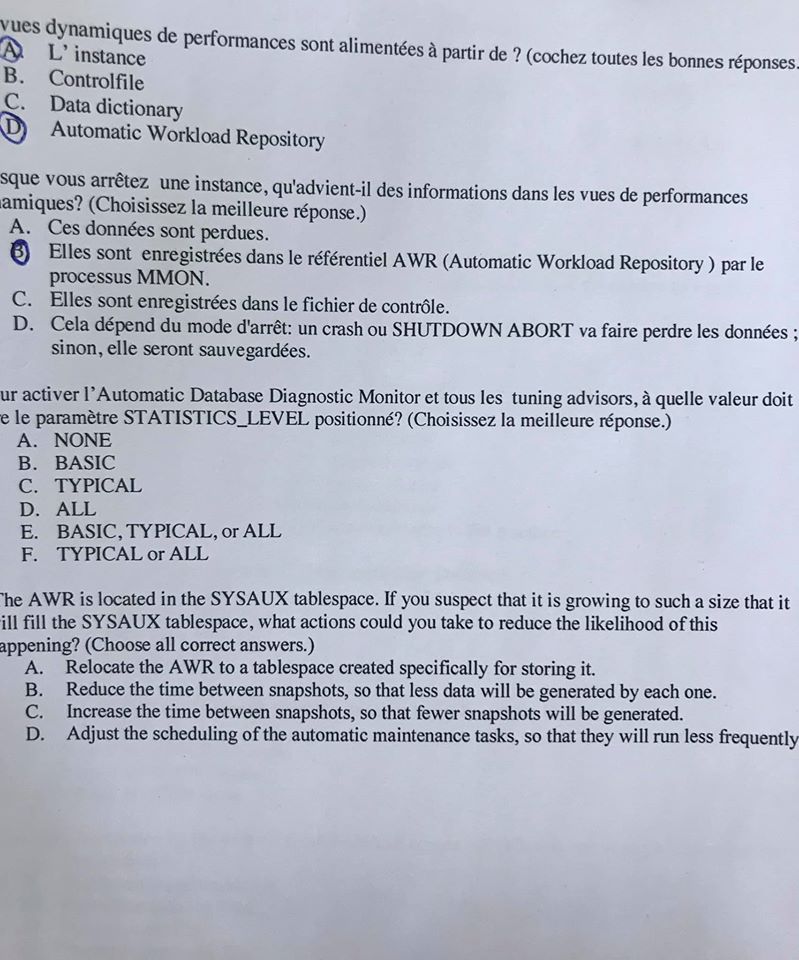 vues dynamiques de performances sont alimentées à partir de ? (cochez toutes les bonnes réponses.
A. L' instance
B. Controlfile
C. Data dictionary
D Automatic Workload Repository
sque vous arrêtez une instance, qu'advient-il des informations dans les vues de performances
amiques? (Choisissez la meilleure réponse.)
A. Ces données sont perdues.
B Elles sont enregistrées dans le référentiel AWR (Automatic Workload Repository ) par le
processus MMON.
C. Elles sont enregistrées dans le fichier de contrôle.
D. Cela dépend du mode d'arrêt: un crash ou SHUTDOWN ABORT va faire perdre les données ;
sinon, elle seront sauvegardées.
ur activer l'Automatic Database Diagnostic Monitor et tous les tuning advisors, à quelle valeur doit
e le paramètre STATISTICS_LEVEL positionné? (Choisissez la meilleure réponse.)
A. NONE
B. BASIC
C. TYPICAL
D. ALL
E. BASIC, TYPICAL, or ALL
F. TYPICAL or ALL
The AWR is located in the SYSAUX tablespace. If you suspect that it is growing to such a size that it
ill fill the SYSAUX tablespace, what actions could you take to reduce the likelihood of this
appening? (Choose all correct answers.)
A. Relocate the AWR to a tablespace created specifically for storing it.
B. Reduce the time between snapshots, so that less data will be generated by each one.
C. Increase the time between snapshots, so that fewer snapshots will be generated.
D. Adjust the scheduling of the automatic maintenance tasks, so that they will run less frequently